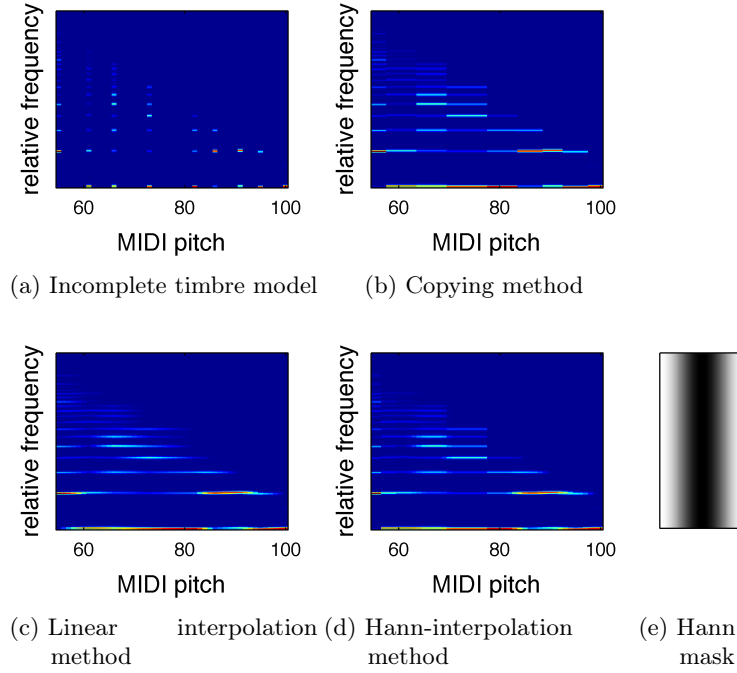 relative frequency
60 80 100
MIDI pitch
(a) Incomplete timbre model
relative frequency
60 80 100
MIDI pitch
(b) Copying method
relative frequency
60 80 100
MIDI pitch
(c) Linear interpolation
method
relative frequency
60 80 100
MIDI pitch
(d) Hann-interpolation
method
(e) Hann
mask